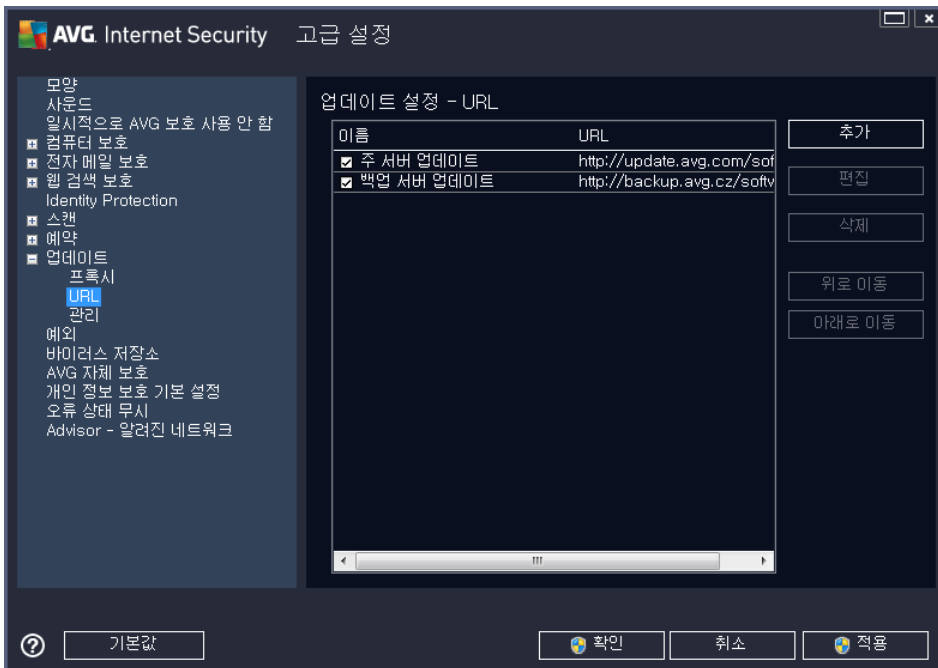 AVG. Internet Security 고급 설정
모양
사운드
일시적으로 AVG 보호 사용 안 함
컴퓨터 보호
전자 메일 보호
웹 검색 보호
Identity Protection
스캔
예약
업데이트
프록시
URL
관리
예외
바이러스 저장소
AVG 자체 보호
개인 정보 보호 기본 설정
오류 상태 무시
Advisor - 알려진 네트워크
업데이트 설정 - URL
이름 URL
주 서버 업데이트 http://update.avg.com/sof
백업 서버 업데이트 http://backup.avg.cz/softw
추가
편집
삭제
위로 이동
아래로 이동
기본값
확인
취소
적용